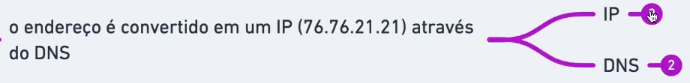 o endereço é convertido em um IP (76.76.21.21) através
do DNS
IP
DNS
2